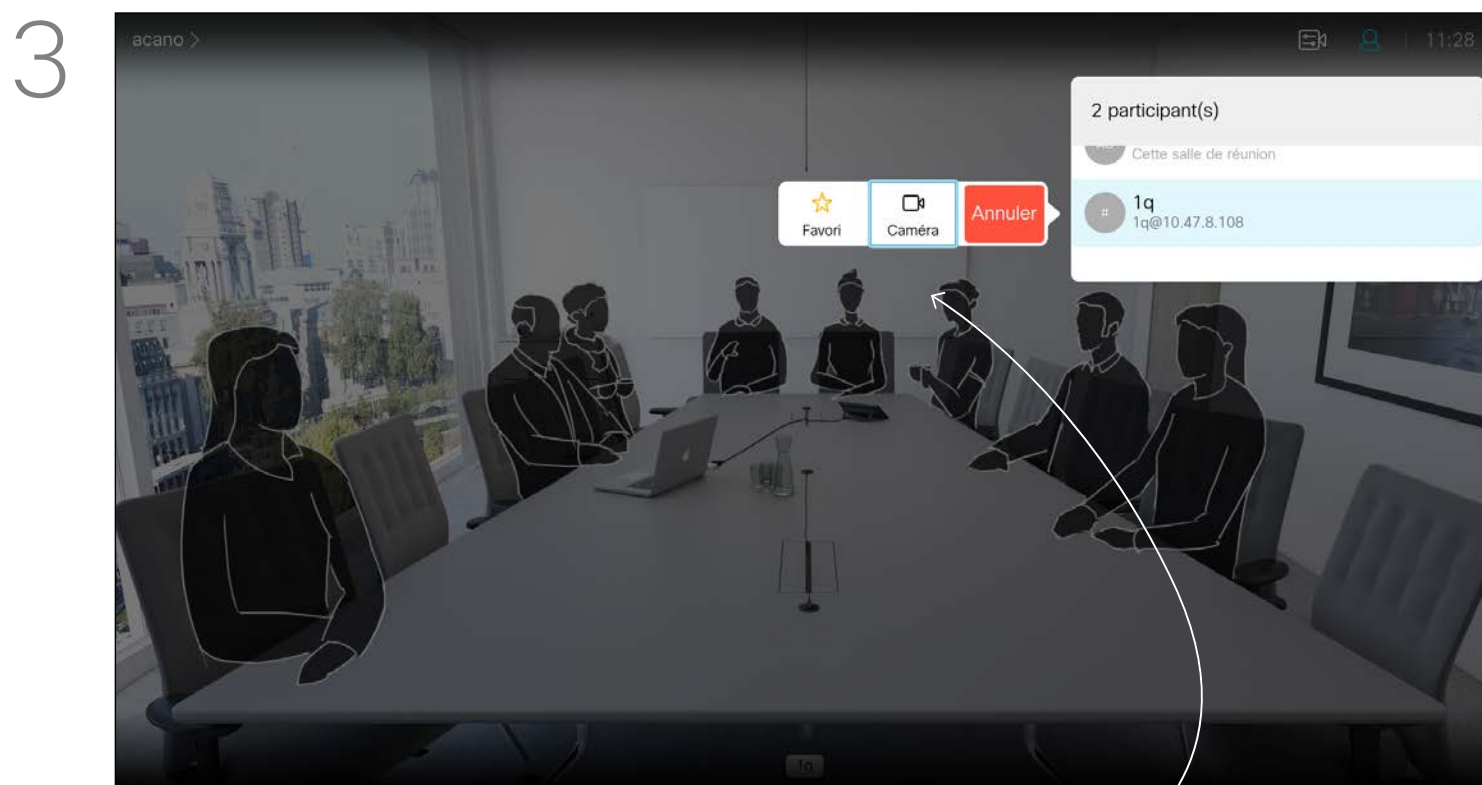 3
acano >
11:28
2 participant(s)
Cette salle de réunion
Favori
Caméra
Annuler
#
1q
1q@10.47.8.108
1q